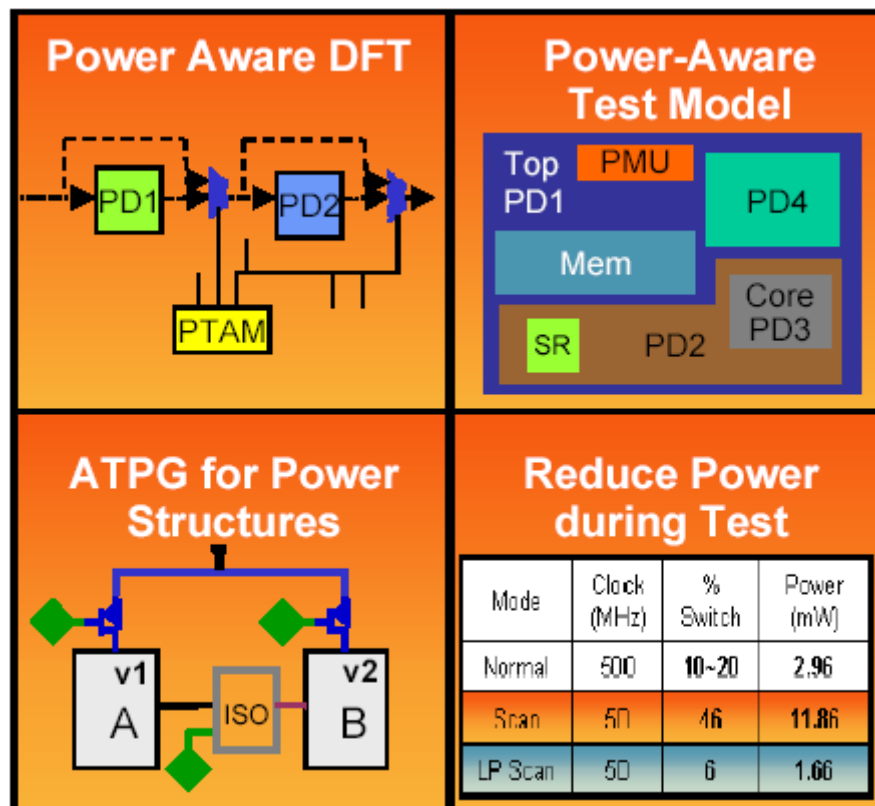 Power Aware DFT
PD1
PD2
PTAM
Power-Aware
Test Model
Top
PD1
PMU
PD4
Mem
Core
PD3
SR
PD2
ATPG for Power
Structures
v1
A
ISO
v2
B
Reduce Power
during Test
Mode Clock (MHz) % Switch Power (mW)
Normal 500 10~20 2.96
Scan 50 46 11.86
LP Scan 50 6 1.66